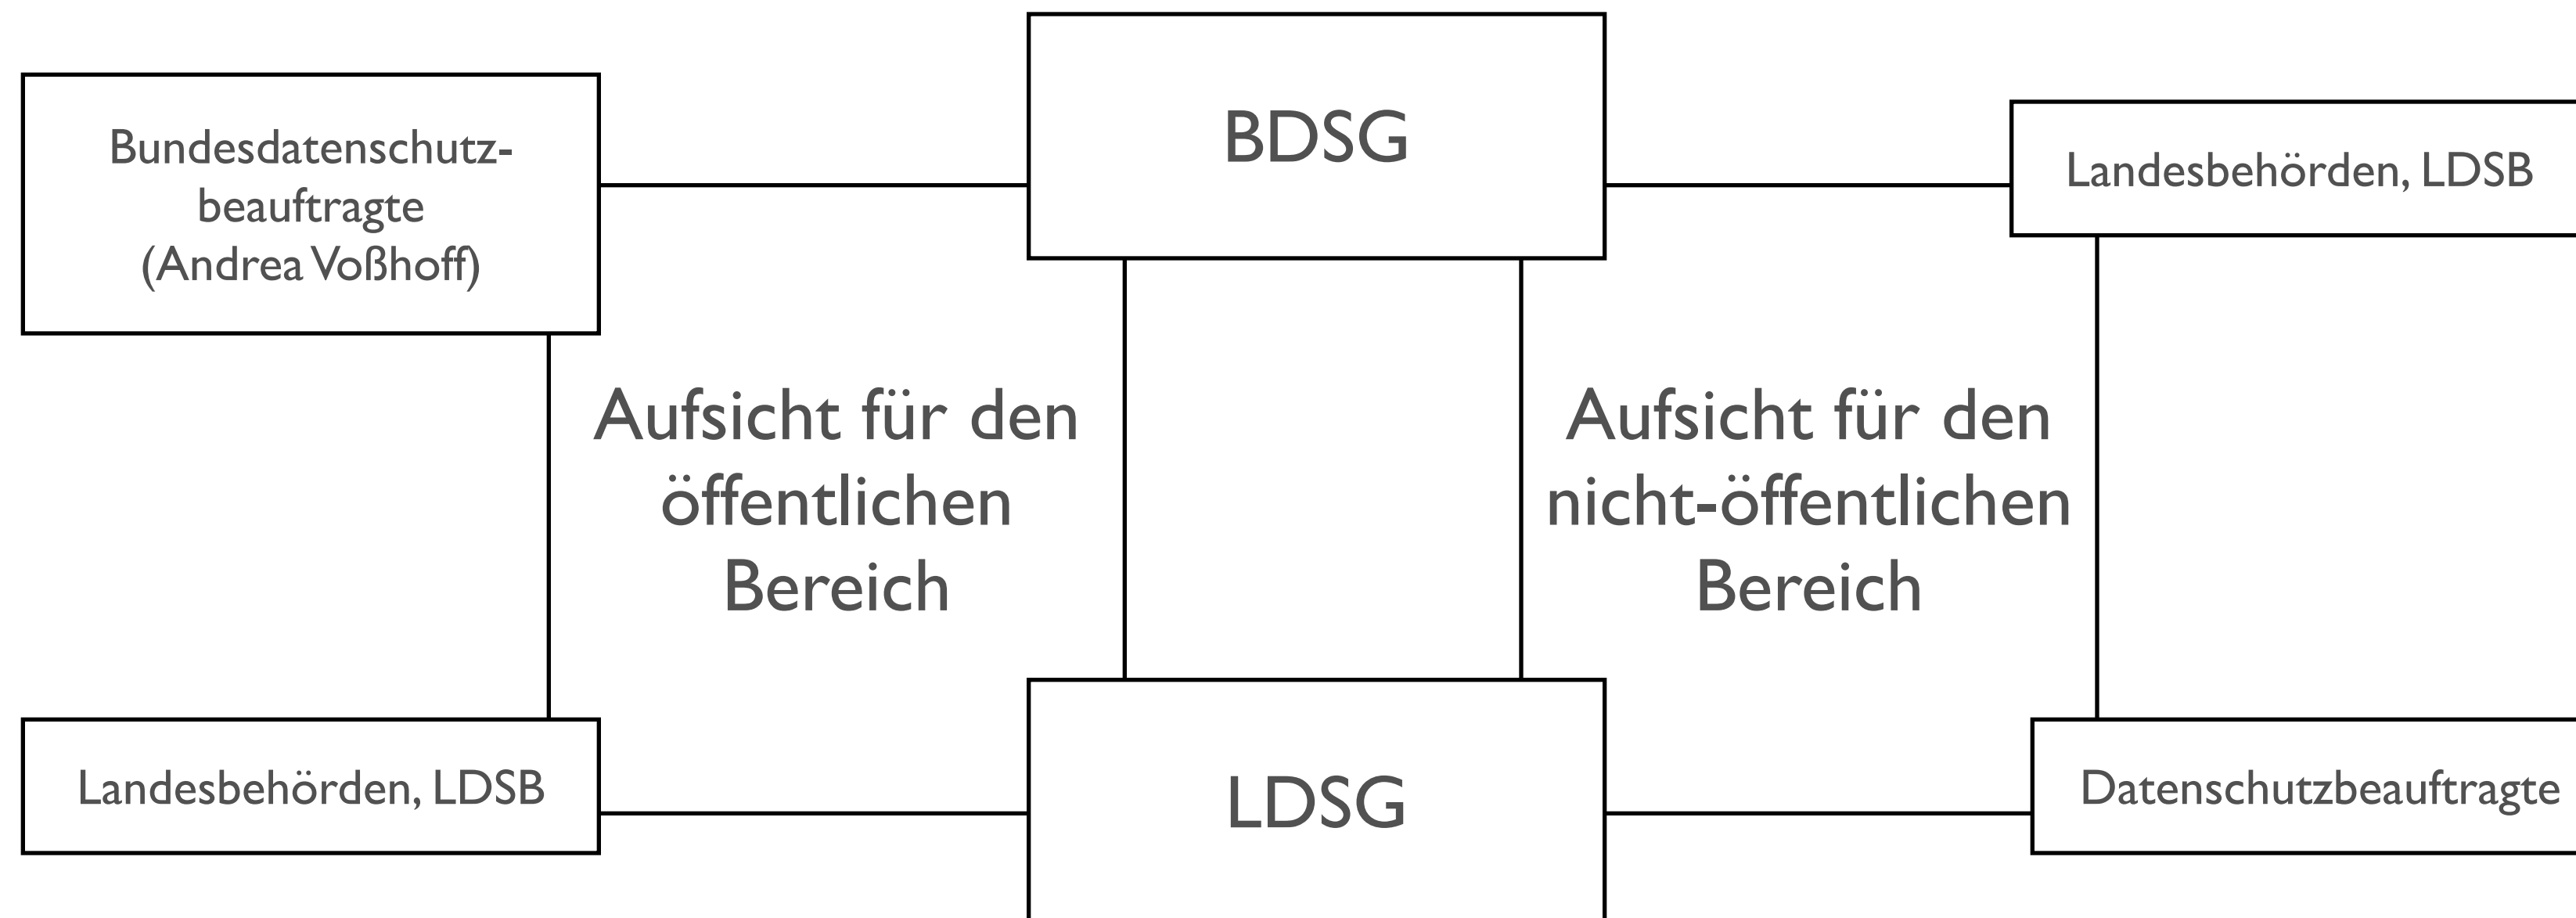 BDSG
Bundesdatenschutz-
beauftragte
(Andrea Voßhoff)
Landesbehörden, LDSB
Aufsicht für den
öffentlichen
Bereich
Aufsicht für den
nicht-öffentlichen
Bereich
Landesbehörden, LDSB
LDSG
Datenschutzbeauftragte